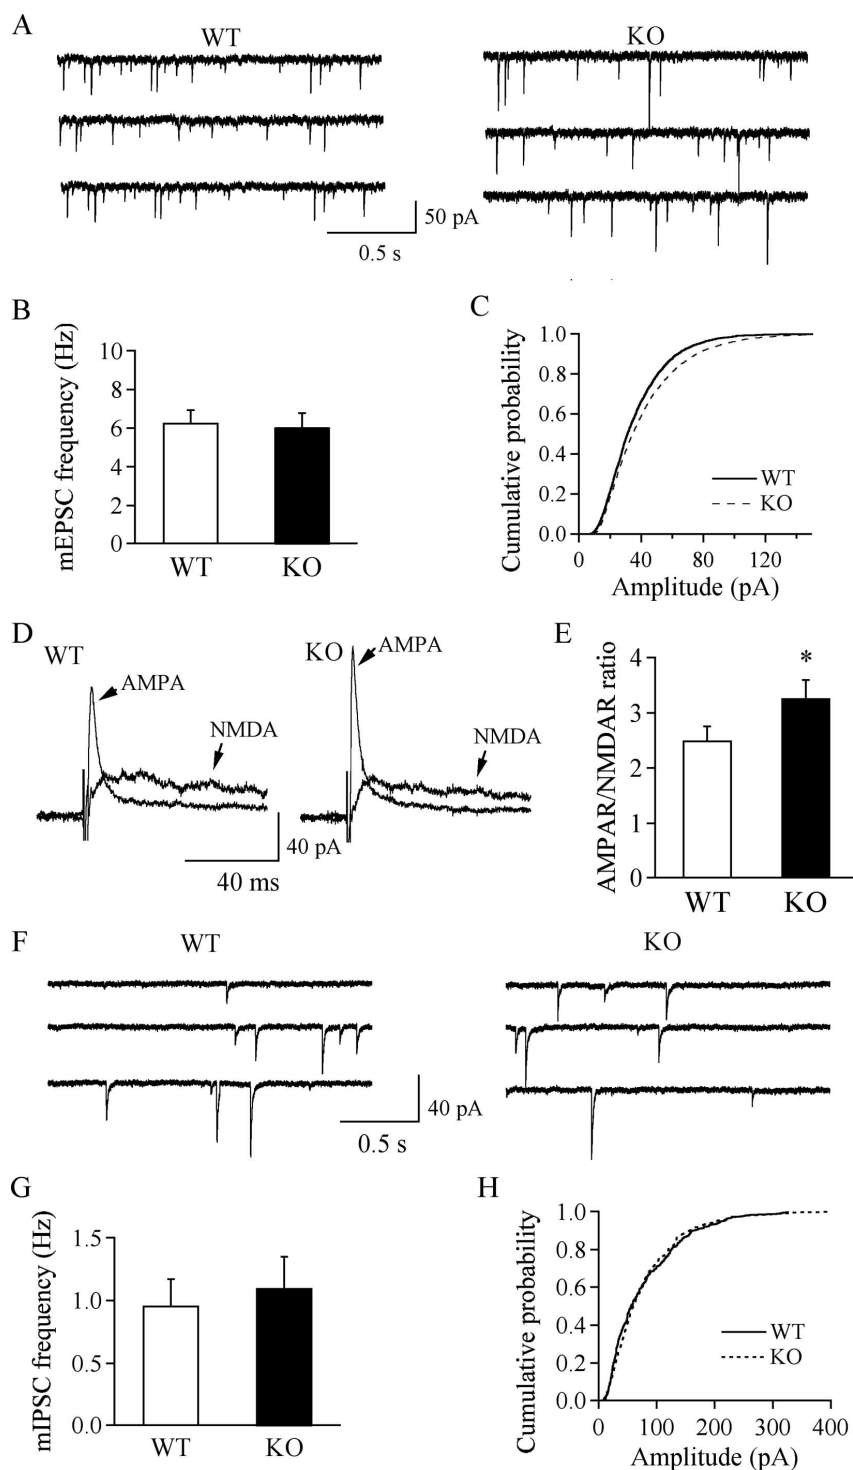 A
WT
KO
50 pA
0.5 s
B
mEPSC frequency (Hz)
10
8
6
4
2
0
WT
KO
C
Cumulative probability
1.0
0.8
0.6
0.4
0.2
0.0
WT
KO
0
40
80
120
Amplitude (pA)
D
WT
AMPA
NMDA
KO
AMPA
NMDA
40 pA
40 ms
E
AMPAR/NMDAR ratio
4
3
2
1
0
*
WT
KO
F
WT
KO
40 pA
0.5 s
G
mIPSC frequency (Hz)
1.5
1.0
0.5
0.0
WT
KO
H
Cumulative probability
1.0
0.8
0.6
0.4
0.2
0.0
WT
KO
0
100
200
300
400
Amplitude (pA)